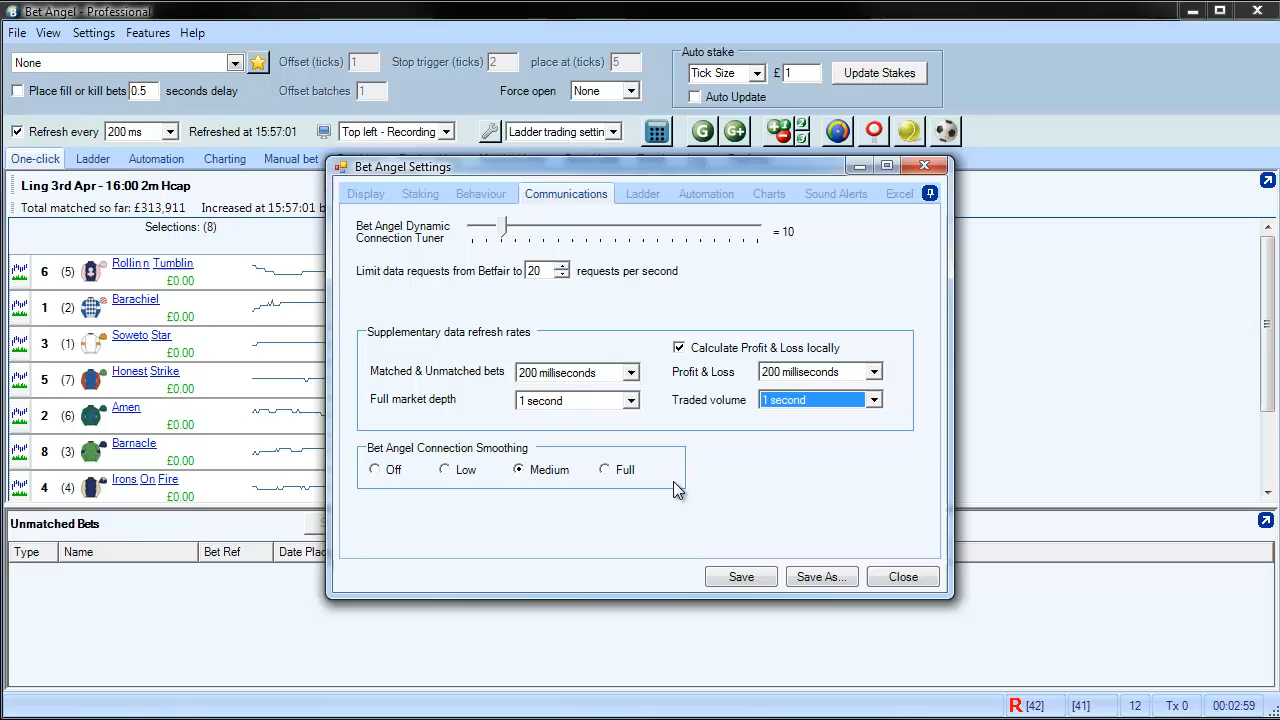 Bet Angel - Professional
File View Settings Features Help
None
Offset (ticks) 1 Stop trigger (ticks) 2 place at (ticks) 5
Place fill or kill bets 0.5 seconds delay
Offset batches 1
Force open None
Auto stake
Tick Size £ 1 Update Stakes
Auto Update
Refresh every 200 ms Refreshed @ 15:57:01 Top left - Recording Ladder trading settin G G+
One-click Ladder Automation Charting Manual bet
Ling 3rd Apr - 16:00 2m Hcap
Total matched so far: £313,911 Increased at 15:57:01 b
Selections: (8)
6 (5) Rollin n Tumblin
£0.00
1 (2) Barachiel
£0.00
3 (1) Soweto Star
£0.00
5 (7) Honest Strike
£0.00
2 (6) Amen
£0.00
8 (3) Barnacle
£0.00
7 (4) Irons On Fire
£0.00
Unmatched Bets
Type Name Bet Ref Date Plac
Bet Angel Settings
Display Staking Behaviour Communications Ladder Automation Charts Sound Alerts Excel
Bet Angel Dynamic
Connection Tuner
= 10
Limit data requests from Betfair to 20 requests per second
Supplementary data refresh rates
Calculate Profit & Loss locally
Matched & Unmatched bets 200 milliseconds Profit & Loss 200 milliseconds
Full market depth 1 second Traded volume 1 second
Bet Angel Connection Smoothing
Off Low Medium Full
Save Save As... Close
R [42] [41] 12 Tx 0 00:02:59